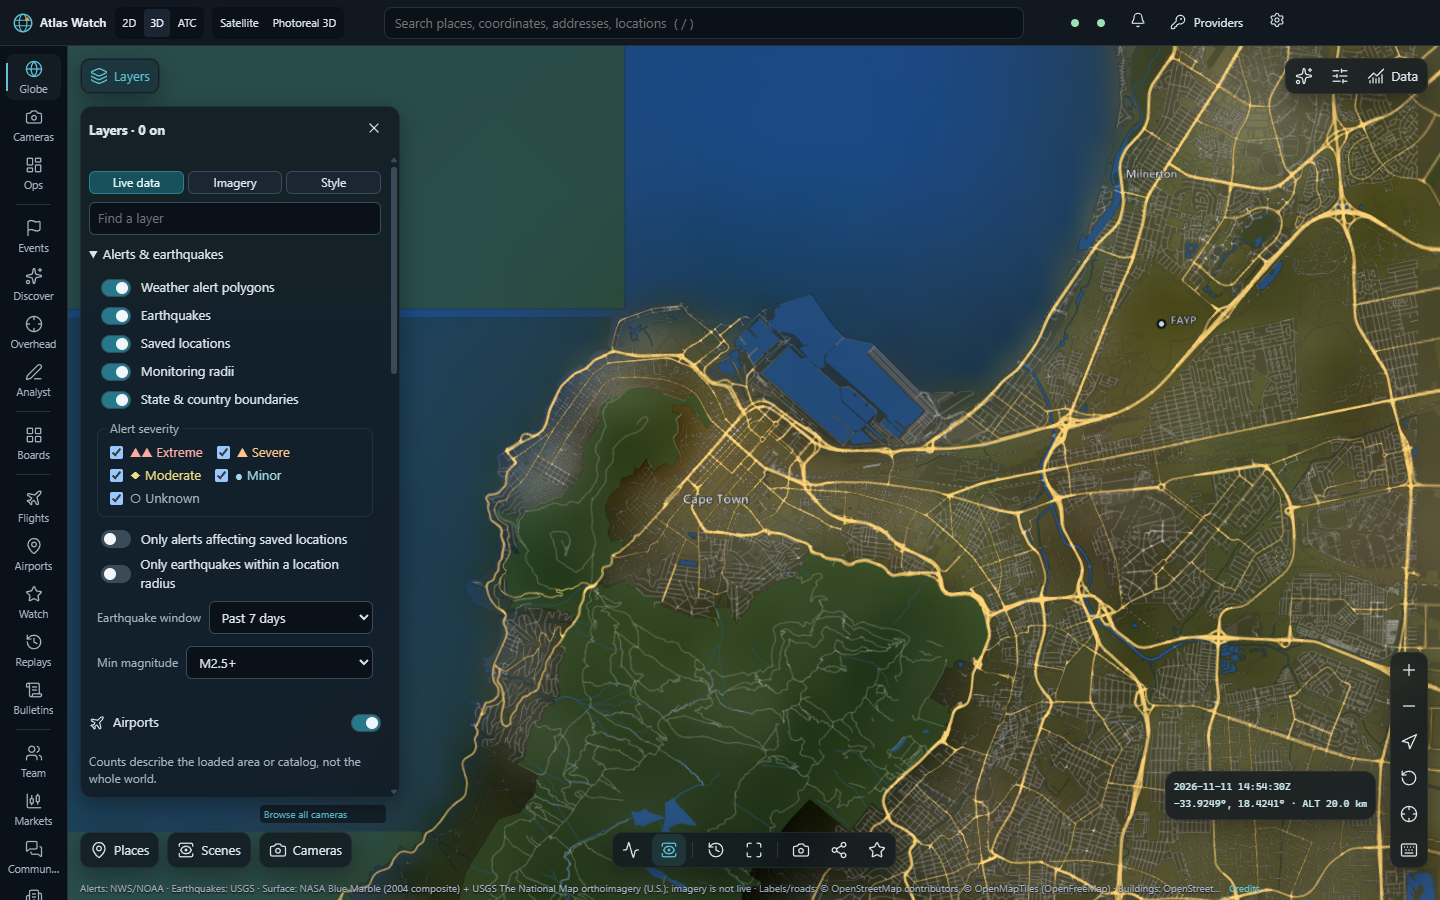 Atlas Watch
2D
3D
ATC
Satellite
Photoreal 3D
Search places, coordinates, addresses, locations ( / )
Providers
Globe
Cameras
Ops
Events
Discover
Overhead
Analyst
Boards
Flights
Airports
Watch
Replays
Bulletins
Team
Markets
Commun...
Layers
Data
Layers · 0 on
Live data
Imagery
Style
Find a layer
▼ Alerts & earthquakes
Weather alert polygons
Earthquakes
Saved locations
Monitoring radii
State & country boundaries
Alert severity
Extreme
Severe
Moderate
Minor
Unknown
Only alerts affecting saved locations
Only earthquakes within a location
radius
Earthquake window
Past 7 days
Min magnitude
M2.5+
Airports
Counts describe the loaded area or catalog, not the
whole world.
Browse all cameras
Places
Scenes
Cameras
Milnerton
FAYP
Cape Town
2026-11-11 14:54:30Z
−33.9249°, 18.4241° · ALT 20.0 km
Alerts: NWS/NOAA · Earthquakes: USGS · Surface: NASA Blue Marble (2004 composite) + USGS The National Map orthoimagery (U.S.); imagery is not live · Labels/roads: © OpenStreetMap contributors, © OpenMapTiles (OpenFreeMap) · Buildings: OpenStreet...
Credits